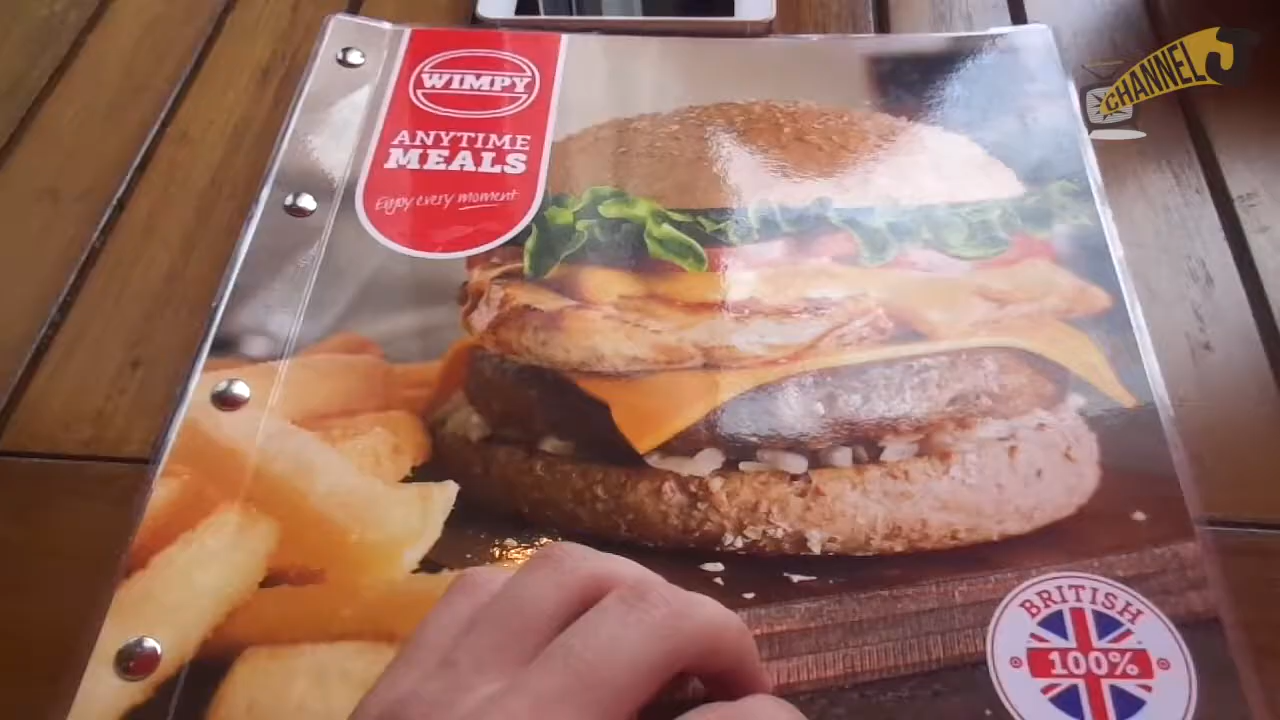 WIMPY
ANYTIME
MEALS
Enjoy every moment
CHANNEL
BRITISH
100%